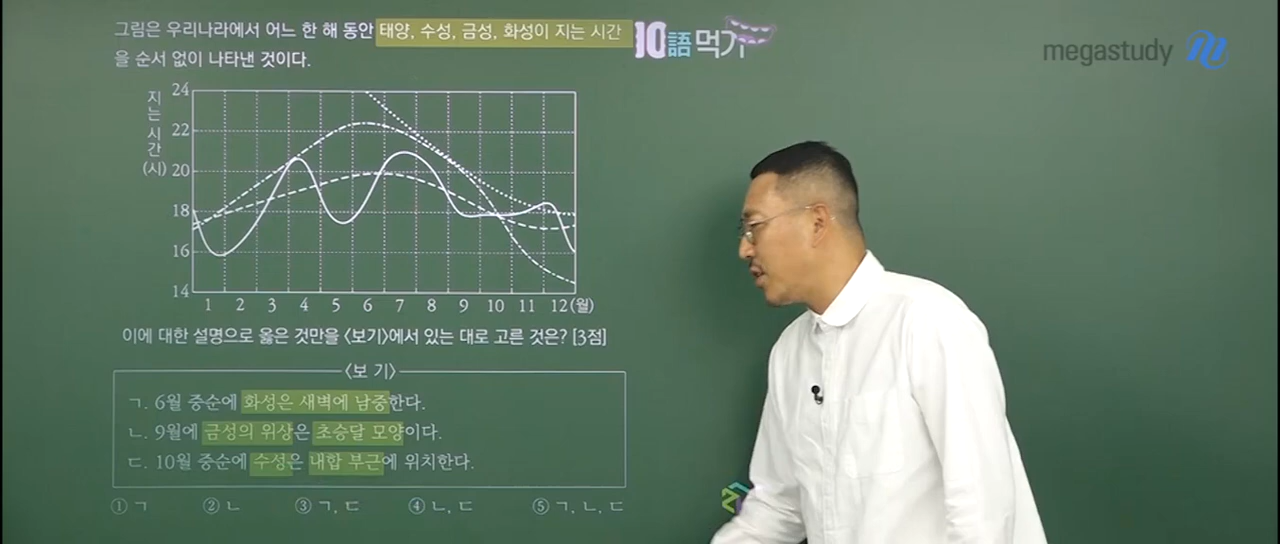 그림은 우리나라에서 어느 한 해 동안 태양, 수성, 금성, 화성이 지는 시간
을 순서 없이 나타낸 것이다.
10語 먹기
megastudy
지는 시간(시)
24
22
20
18
16
14
1 2 3 4 5 6 7 8 9 10 11 12(월)
이에 대한 설명으로 옳은 것만을 <보기>에서 있는 대로 고른 것은? [3점]
<보 기>
ㄱ. 6월 중순에 화성은 새벽에 남중한다.
ㄴ. 9월에 금성의 위상은 초승달 모양이다.
ㄷ. 10월 중순에 수성은 내합 부근에 위치한다.
① ㄱ ② ㄴ ③ ㄱ, ㄷ ④ ㄴ, ㄷ ⑤ ㄱ, ㄴ, ㄷ